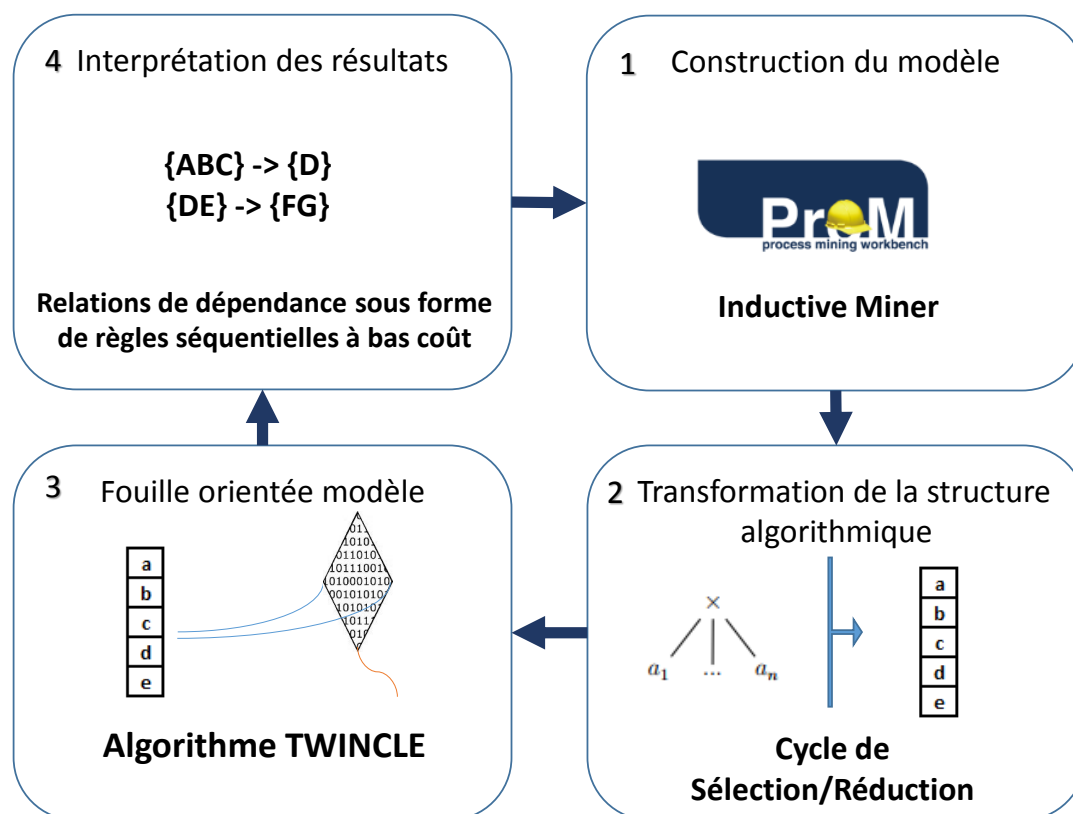 4 Interprétation des résultats
{ABC} -> {D}
{DE} -> {FG}
Relations de dépendance sous forme
de règles séquentielles à bas coût
1 Construction du modèle
ProM
process mining workbench
Inductive Miner
3 Fouille orientée modèle
a
b
c
d
e
Algorithme TWINCLE
2 Transformation de la structure
algorithmique
×
a1 ... an
a
b
c
d
e
Cycle de
Sélection/Réduction